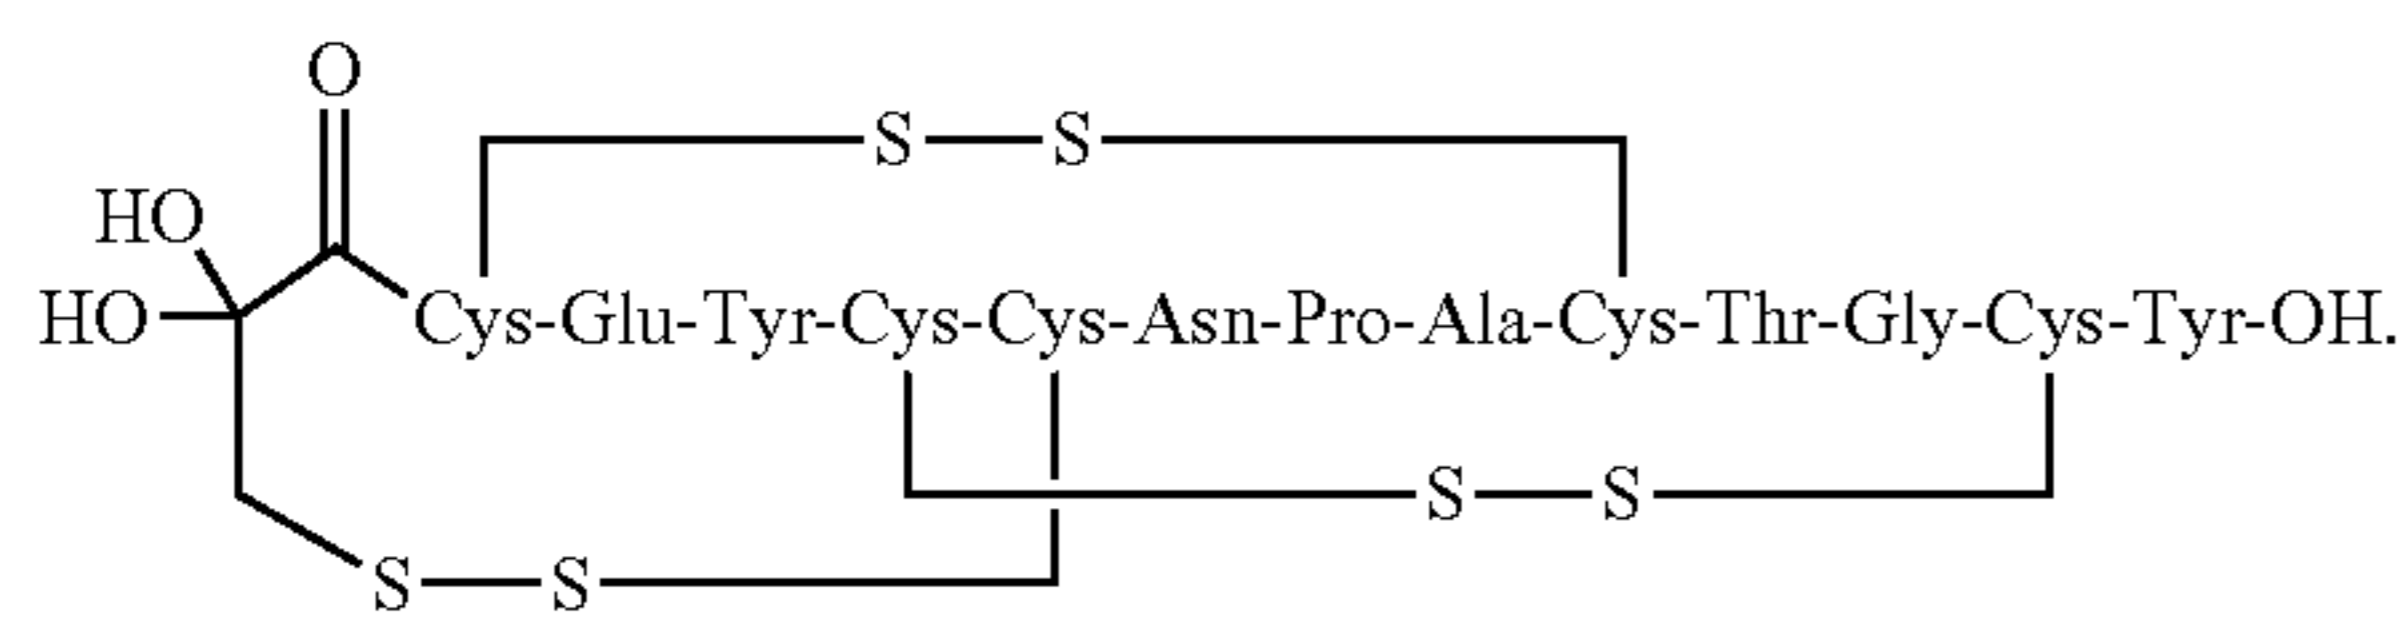 O
S S
HO
HO Cys-Glu-Tyr-Cys-Cys-Asn-Pro-Ala-Cys-Thr-Gly-Cys-Tyr-OH.
S S
S S